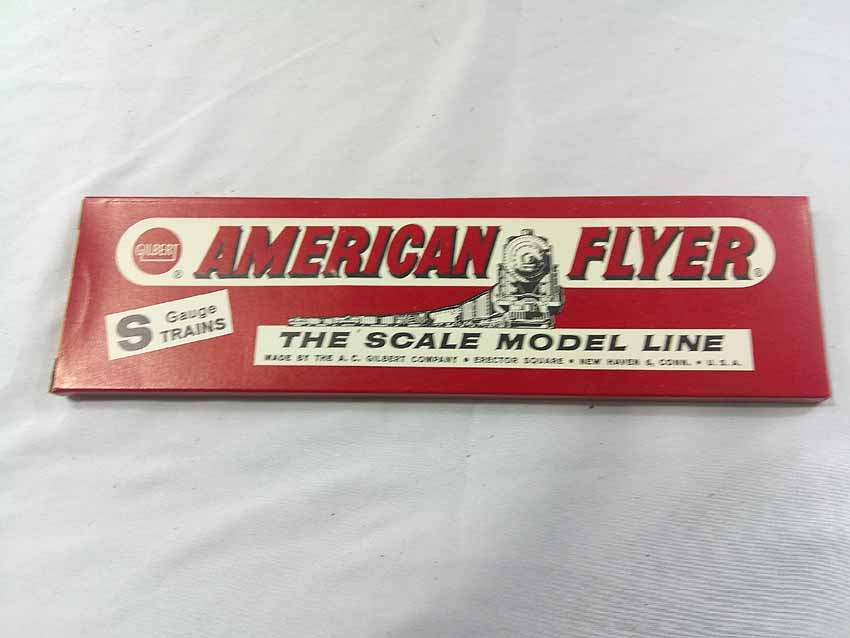 GILBERT
®
AMERICAN FLYER®
S Gauge
TRAINS
THE SCALE MODEL LINE
MADE BY THE A. C. GILBERT COMPANY • ERECTOR SQUARE • NEW HAVEN 6, CONN. • U.S.A.